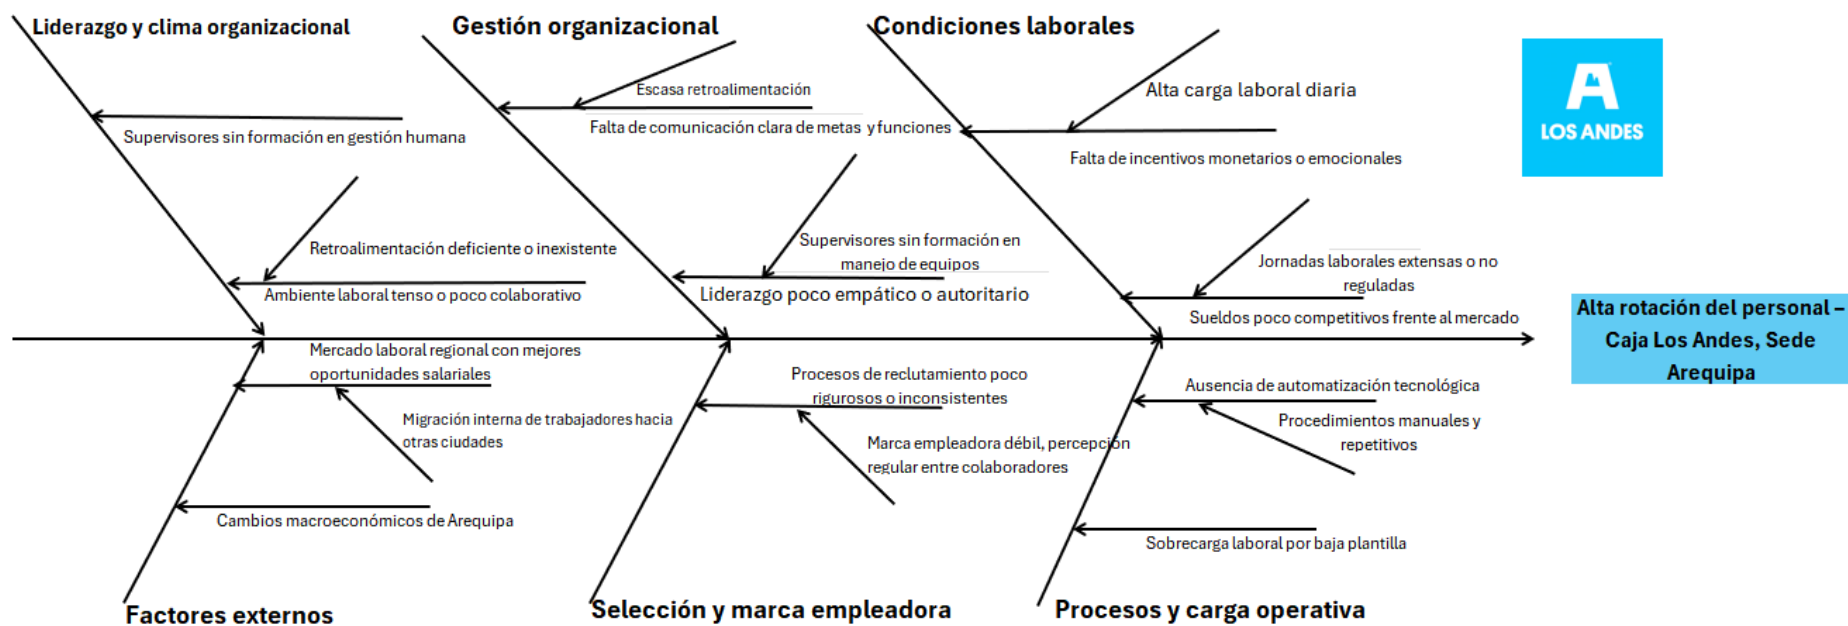 Liderazgo y clima organizacional
Gestión organizacional
Condiciones laborales
LOS ANDES
Supervisores sin formación en gestión humana
Retroalimentación deficiente o inexistente
Ambiente laboral tenso o poco colaborativo
Escasa retroalimentación
Falta de comunicación clara de metas y funciones
Supervisores sin formación en
manejo de equipos
Liderazgo poco empático o autoritario
Alta carga laboral diaria
Falta de incentivos monetarios o emocionales
Jornadas laborales extensas o no
reguladas
Sueldos poco competitivos frente al mercado
Alta rotación del personal –
Caja Los Andes, Sede
Arequipa
Mercado laboral regional con mejores
oportunidades salariales
Migración interna de trabajadores hacia
otras ciudades
Cambios macroeconómicos de Arequipa
Procesos de reclutamiento poco
rigurosos o inconsistentes
Marca empleadora débil, percepción
regular entre colaboradores
Ausencia de automatización tecnológica
Procedimientos manuales y
repetitivos
Sobrecarga laboral por baja plantilla
Factores externos
Selección y marca empleadora
Procesos y carga operativa